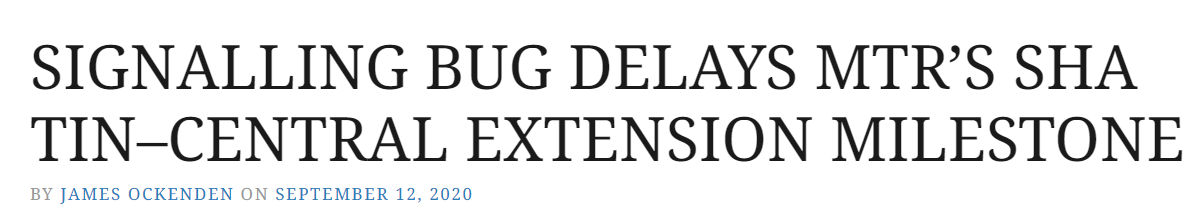 SIGNALLING BUG DELAYS MTR’S SHA
TIN–CENTRAL EXTENSION MILESTONE
BY JAMES OCKENDEN ON SEPTEMBER 12, 2020